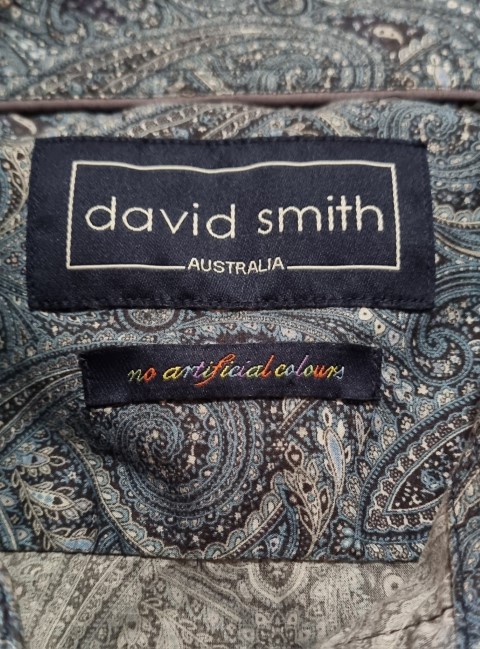 david smith
AUSTRALIA
no artificial colours